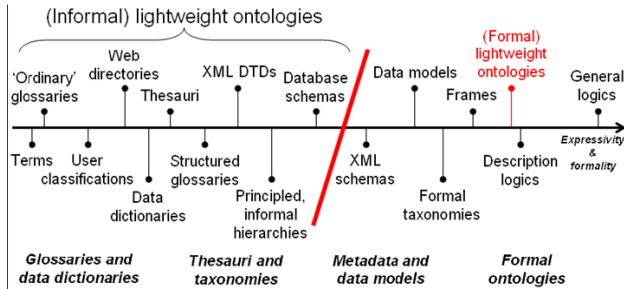 (Informal) lightweight ontologies
'Ordinary'
glossaries
Web
directories
Thesauri
XML DTDs
Database
schemas
Data models
Frames
(Formal)
lightweight
ontologies
General
logics
Terms
User
classifications
Data
dictionaries
Structured
glossaries
Principled,
informal
hierarchies
XML
schemas
Formal
taxonomies
Description
logics
Expressivity
&
formality
Glossaries and
data dictionaries
Thesauri and
taxonomies
Metadata and
data models
Formal
ontologies